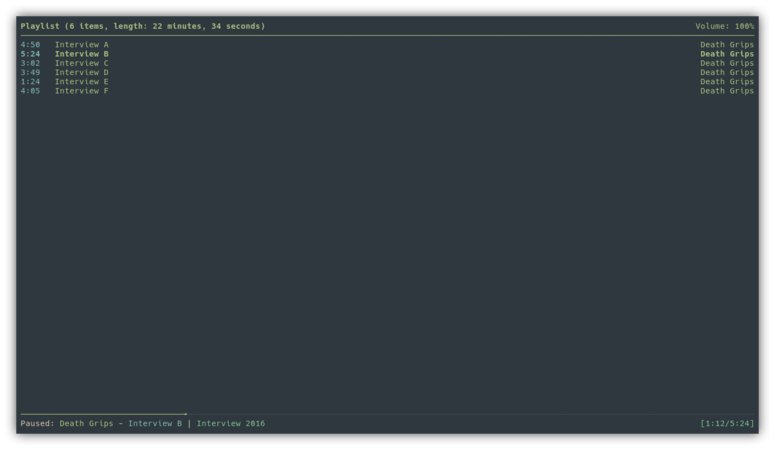 Playlist (6 items, length: 22 minutes, 34 seconds) Volume: 100%
4:50 Interview A Death Grips
5:24 Interview B Death Grips
3:02 Interview C Death Grips
3:49 Interview D Death Grips
1:24 Interview E Death Grips
4:05 Interview F Death Grips
Paused: Death Grips - Interview B | Interview 2016 [1:12/5:24]